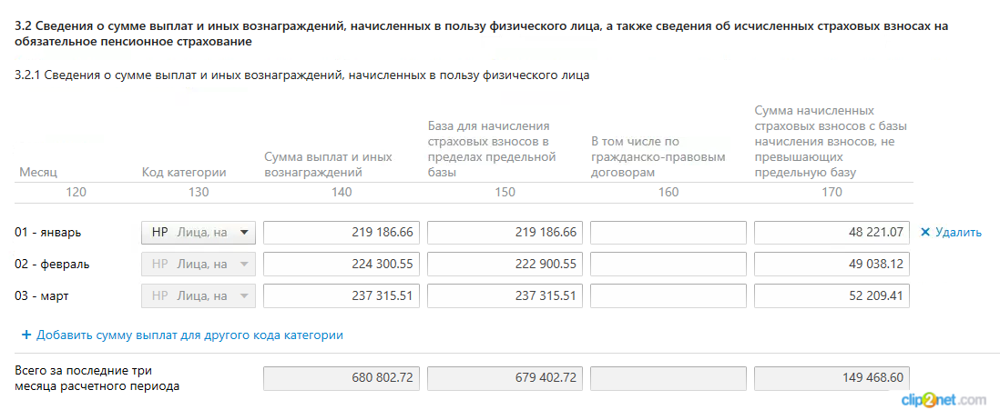 3.2 Сведения о сумме выплат и иных вознаграждений, начисленных в пользу физического лица, а также сведения об исчисленных страховых взносах на
обязательное пенсионное страхование
3.2.1 Сведения о сумме выплат и иных вознаграждений, начисленных в пользу физического лица
Месяц
Код категории
Сумма выплат и иных
вознаграждений
База для начисления
страховых взносов в
пределах предельной
базы
В том числе по
гражданско-правовым
договорам
Сумма начисленных
страховых взносов с базы
начисления взносов, не
превышающих
предельную базу
120 130 140 150 160 170
01 - январь НР Лица, на 219 186.66 219 186.66 48 221.07 × Удалить
02 - февраль НР Лица, на 224 300.55 222 900.55 49 038.12
03 - март НР Лица, на 237 315.51 237 315.51 52 209.41
+ Добавить сумму выплат для другого кода категории
Всего за последние три
месяца расчетного периода
680 802.72 679 402.72 149 468.60
clip2net.com